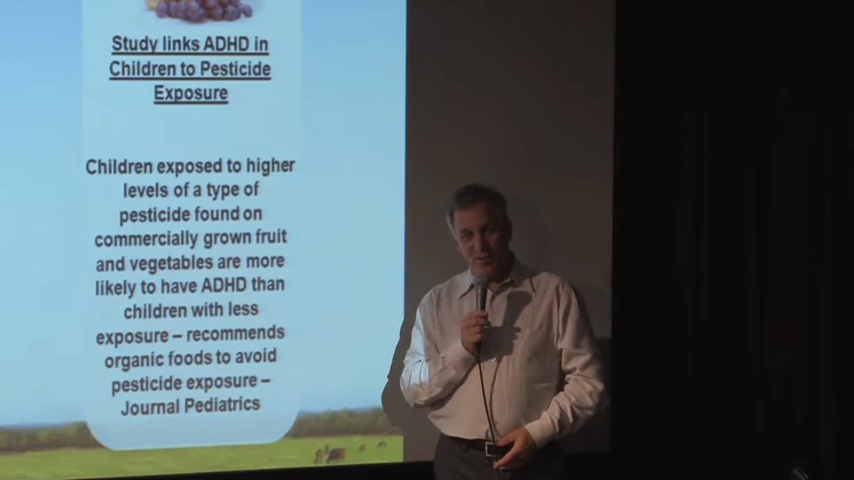 Study links ADHD in
Children to Pesticide
Exposure
Children exposed to higher
levels of a type of
pesticide found on
commercially grown fruit
and vegetables are more
likely to have ADHD than
children with less
exposure – recommends
organic foods to avoid
pesticide exposure –
Journal Pediatrics